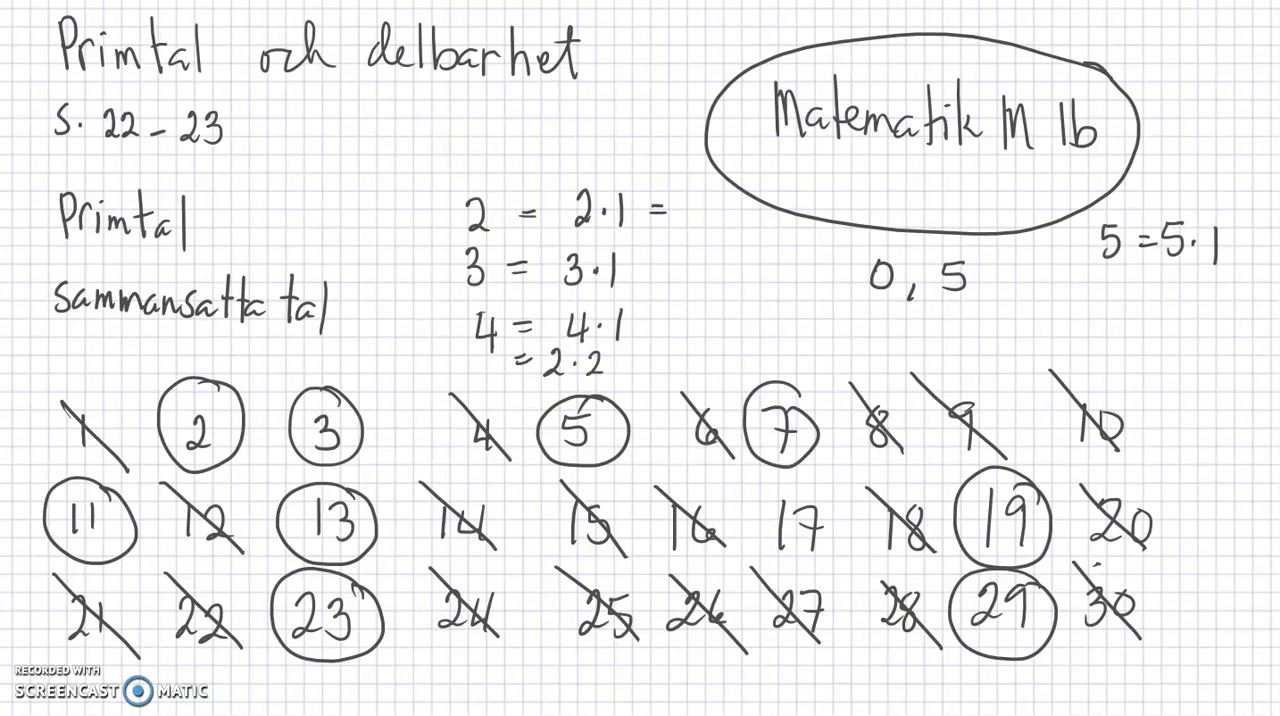 Primtal och delbarhet
s. 22 - 23
Matematik M 1b
Primtal
sammansatta tal
2 = 2·1 =
3 = 3·1
4 = 4·1
= 2·2
0, 5
5 = 5·1
1 2 3 4 5 6 7 8 9 10
11 12 13 14 15 16 17 18 19 20
21 22 23 24 25 26 27 28 29 30
RECORDED WITH
SCREENCAST MATIC